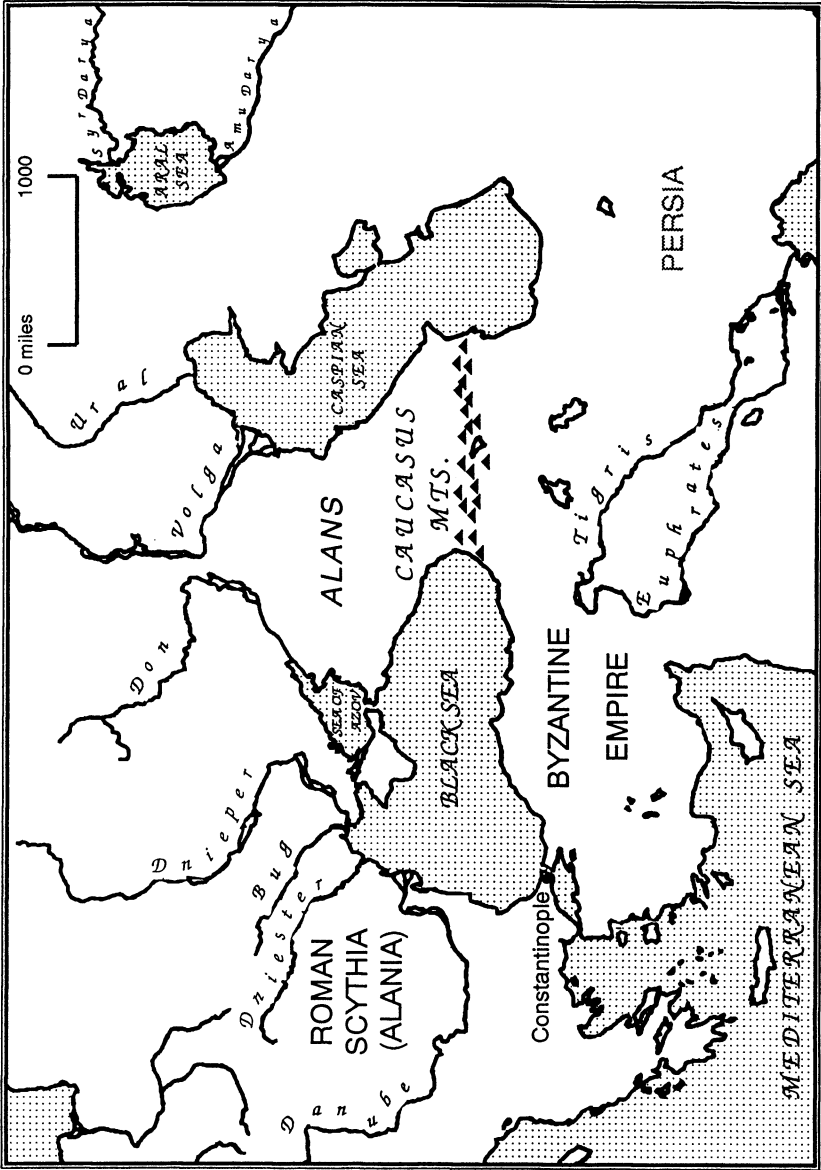 Syr Darya
Amu Darya
ARAL
SEA
0 miles
1000
Ural
Volga
CASPIAN
SEA
Don
ALANS
CAUCASUS
MTS.
PERSIA
SEA OF
AZOV
Dnieper
Bug
Dniester
BLACK SEA
Tigris
Euphrates
BYZANTINE
EMPIRE
ROMAN
SCYTHIA
(ALANIA)
Constantinople
Danube
MEDITERRANEAN SEA